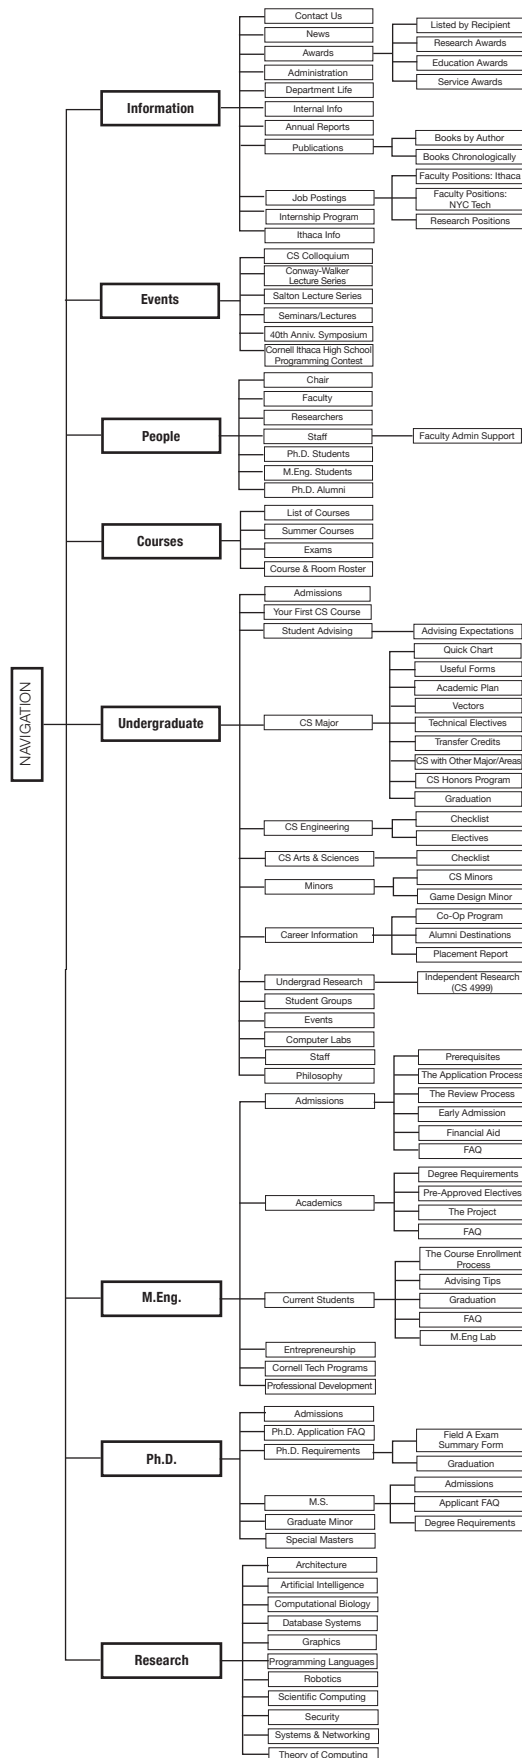 NAVIGATION
Information
Contact Us
News
Awards
Listed by Recipient
Research Awards
Education Awards
Service Awards
Administration
Department Life
Internal Info
Annual Reports
Publications
Books by Author
Books Chronologically
Job Postings
Faculty Positions: Ithaca
Faculty Positions:
NYC Tech
Research Positions
Internship Program
Ithaca Info
Events
CS Colloquium
Conway-Walker
Lecture Series
Salton Lecture Series
Seminars/Lectures
40th Anniv. Symposium
Cornell Ithaca High School
Programming Contest
People
Chair
Faculty
Researchers
Staff
Faculty Admin Support
Ph.D. Students
M.Eng. Students
Ph.D. Alumni
Courses
List of Courses
Summer Courses
Exams
Course & Room Roster
Undergraduate
Admissions
Your First CS Course
Student Advising
Advising Expectations
CS Major
Quick Chart
Useful Forms
Academic Plan
Vectors
Technical Electives
Transfer Credits
CS with Other Major/Areas
CS Honors Program
Graduation
CS Engineering
Checklist
Electives
CS Arts & Sciences
Checklist
Minors
CS Minors
Game Design Minor
Career Information
Co-Op Program
Alumni Destinations
Placement Report
Undergrad Research
Independent Research
(CS 4999)
Student Groups
Events
Computer Labs
Staff
Philosophy
M.Eng.
Admissions
Prerequisites
The Application Process
The Review Process
Early Admission
Financial Aid
FAQ
Academics
Degree Requirements
Pre-Approved Electives
The Project
FAQ
Current Students
The Course Enrollment
Process
Advising Tips
Graduation
FAQ
M.Eng Lab
Entrepreneurship
Cornell Tech Programs
Professional Development
Ph.D.
Admissions
Ph.D. Application FAQ
Ph.D. Requirements
Field A Exam
Summary Form
Graduation
M.S.
Admissions
Applicant FAQ
Degree Requirements
Graduate Minor
Special Masters
Research
Architecture
Artificial Intelligence
Computational Biology
Database Systems
Graphics
Programming Languages
Robotics
Scientific Computing
Security
Systems & Networking
Theory of Computing